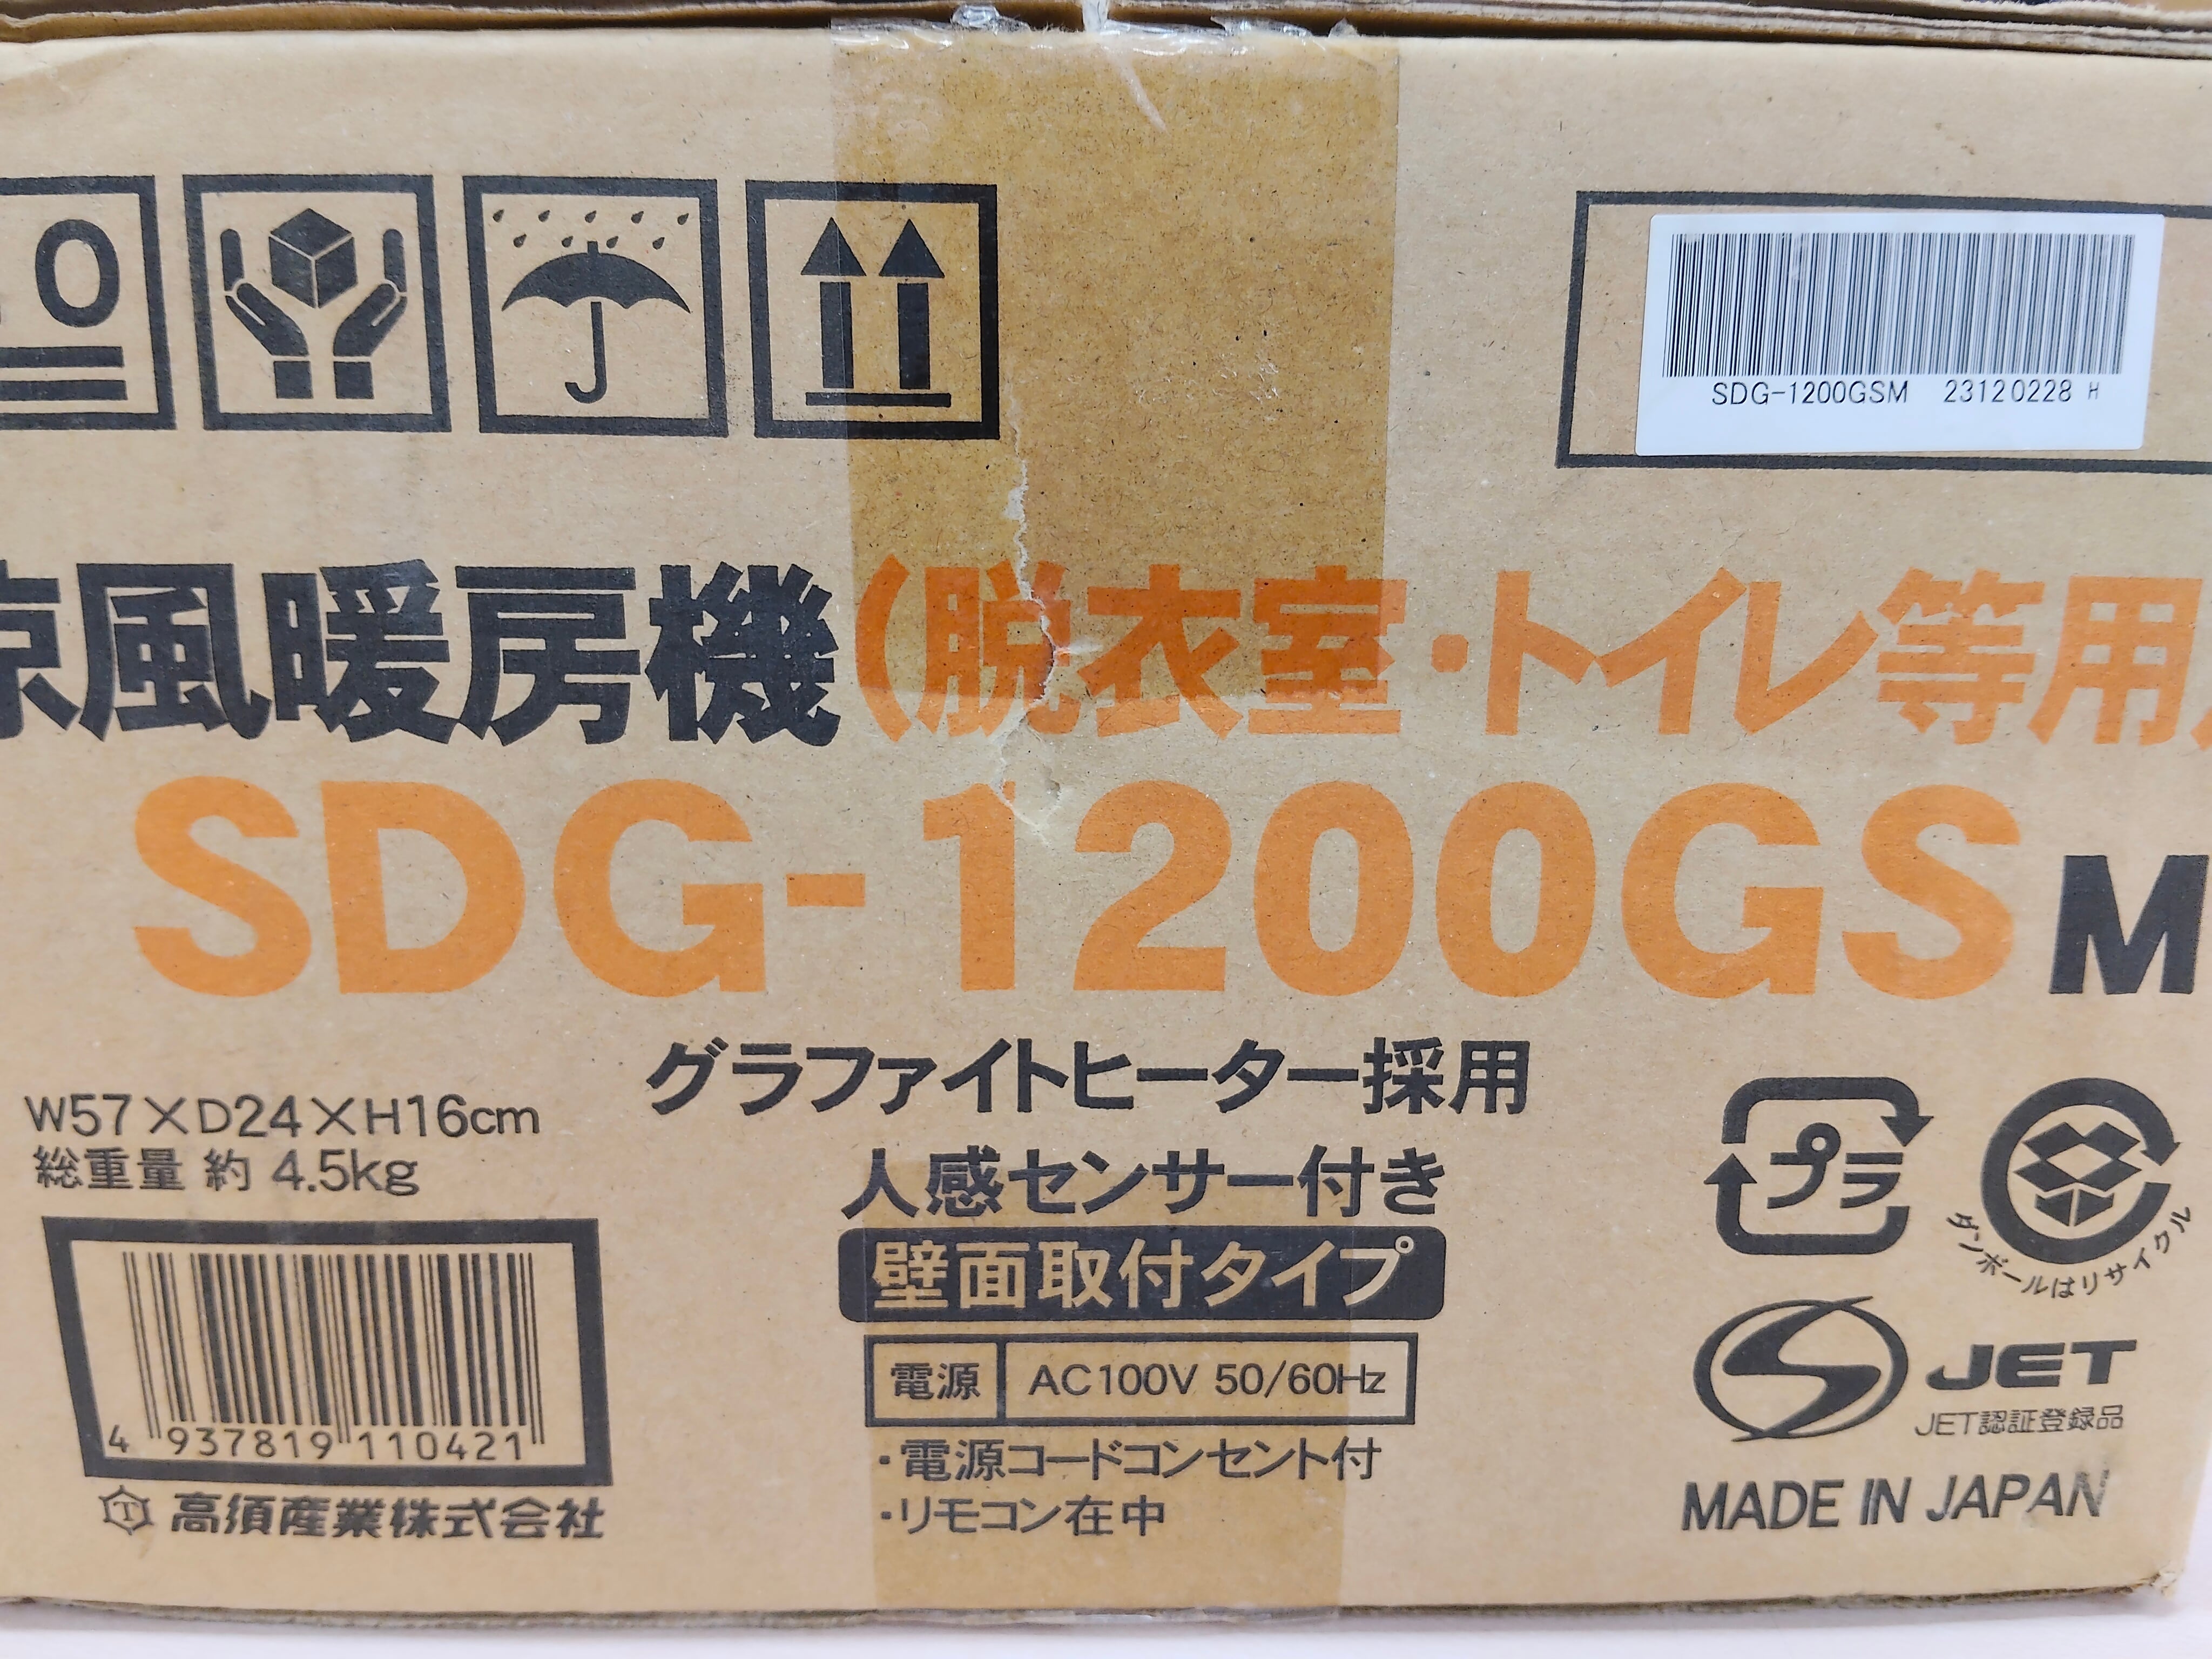 10
SDG-1200GSM 23120228 H
涼風暖房機(脱衣室・トイレ等用)
SDG-1200GSM
グラファイトヒーター採用
W57×D24×H16cm
総重量 約 4.5kg
人感センサー付き
壁面取付タイプ
電源 AC100V 50/60Hz
・電源コードコンセント付
・リモコン在中
4 937819 110421
高須産業株式会社
プラ
ダンボールはリサイクル
JET
JET認証登録品
MADE IN JAPAN